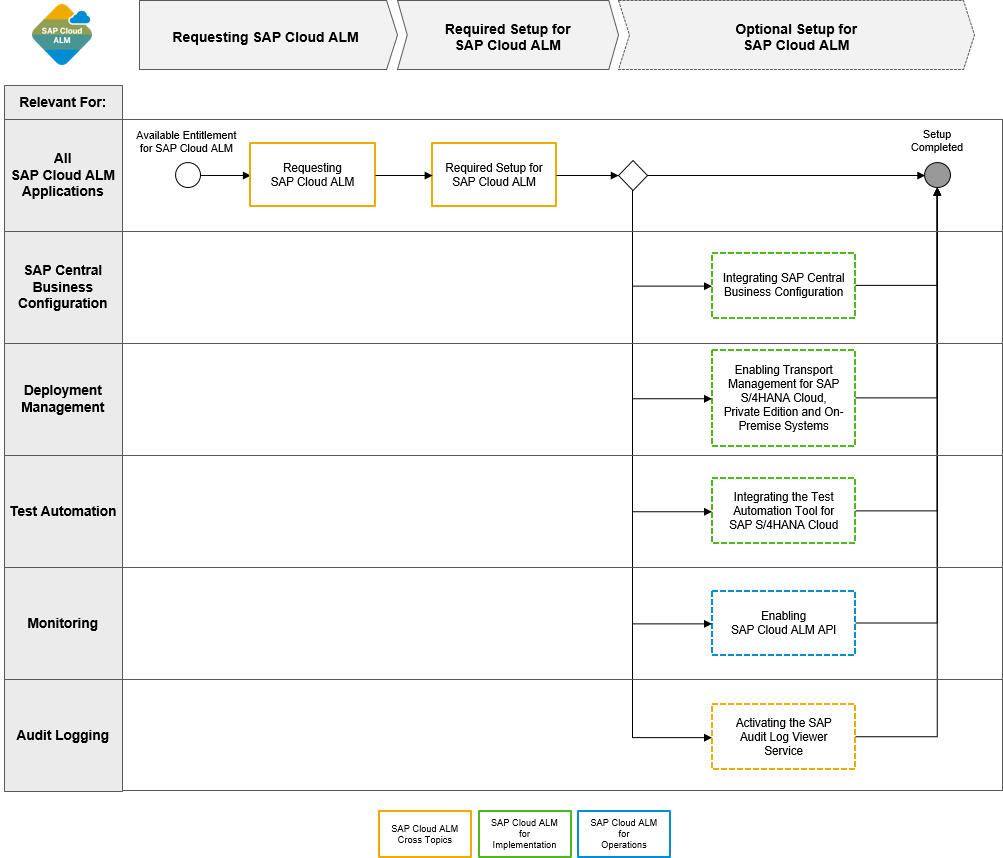 SAP Cloud
ALM
Requesting SAP Cloud ALM
Required Setup for
SAP Cloud ALM
Optional Setup for
SAP Cloud ALM
Relevant For:
All
SAP Cloud ALM
Applications
Available Entitlement
for SAP Cloud ALM
Requesting
SAP Cloud ALM
Required Setup for
SAP Cloud ALM
Setup
Completed
SAP Central
Business
Configuration
Integrating SAP Central
Business Configuration
Deployment
Management
Enabling Transport
Management for SAP
S/4HANA Cloud,
Private Edition and On-
Premise Systems
Test Automation
Integrating the Test
Automation Tool for
SAP S/4HANA Cloud
Monitoring
Enabling
SAP Cloud ALM API
Audit Logging
Activating the SAP
Audit Log Viewer
Service
SAP Cloud ALM
Cross Topics
SAP Cloud ALM
for
Implementation
SAP Cloud ALM
for
Operations